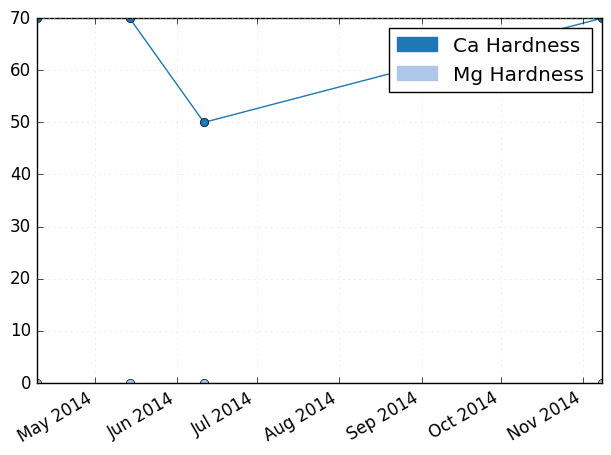 70
60
50
40
30
20
10
0
Ca Hardness
Mg Hardness
May 2014
Jun 2014
Jul 2014
Aug 2014
Sep 2014
Oct 2014
Nov 2014